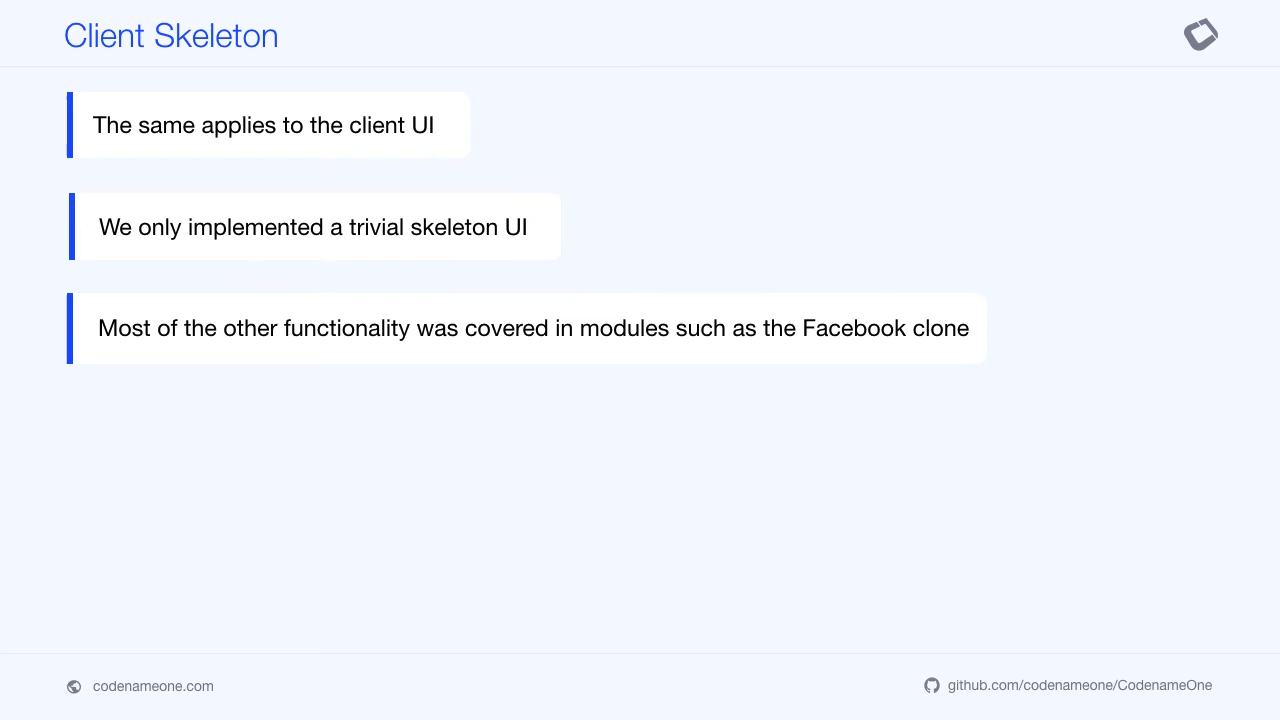 Client Skeleton
The same applies to the client UI
We only implemented a trivial skeleton UI
Most of the other functionality was covered in modules such as the Facebook clone
codenameone.com
github.com/codenameone/CodenameOne